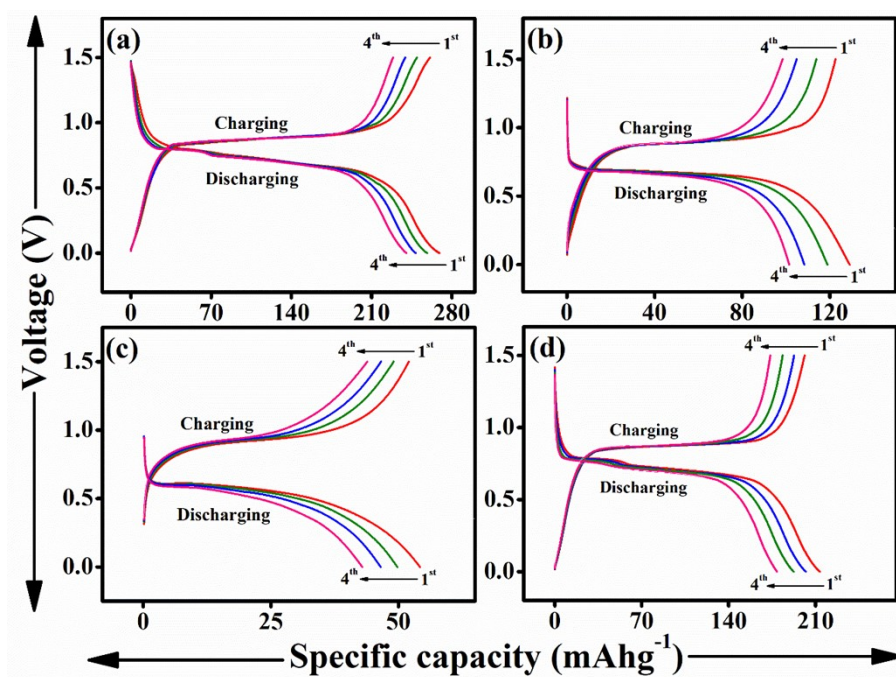 (a)
4th 1st
Charging
Discharging
4th 1st
1.5
1.0
0.5
0.0
0 70 140 210 280
(b)
4th 1st
Charging
Discharging
4th 1st
1.5
1.0
0.5
0.0
0 40 80 120
(c)
4th 1st
Charging
Discharging
4th 1st
1.5
1.0
0.5
0.0
0 25 50
(d)
4th 1st
Charging
Discharging
4th 1st
1.5
1.0
0.5
0.0
0 70 140 210
Voltage (V)
Specific capacity (mAhg-1)